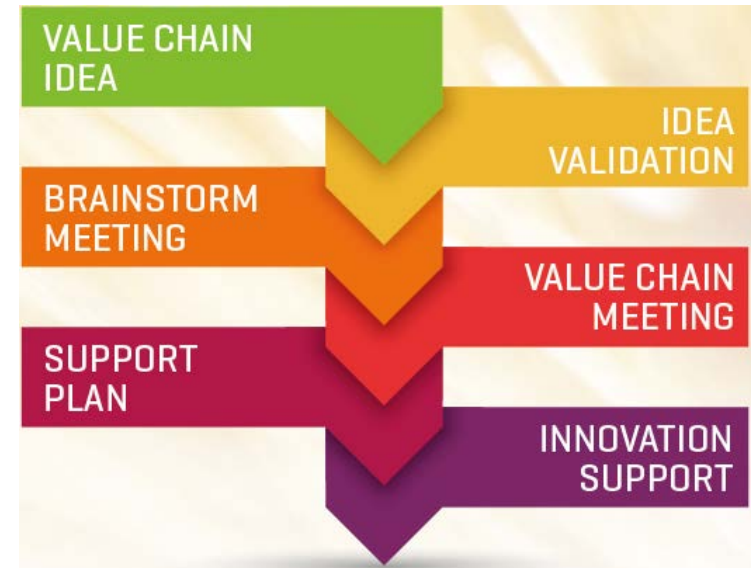 VALUE CHAIN
IDEA
IDEA
VALIDATION
BRAINSTORM
MEETING
VALUE CHAIN
MEETING
SUPPORT
PLAN
INNOVATION
SUPPORT